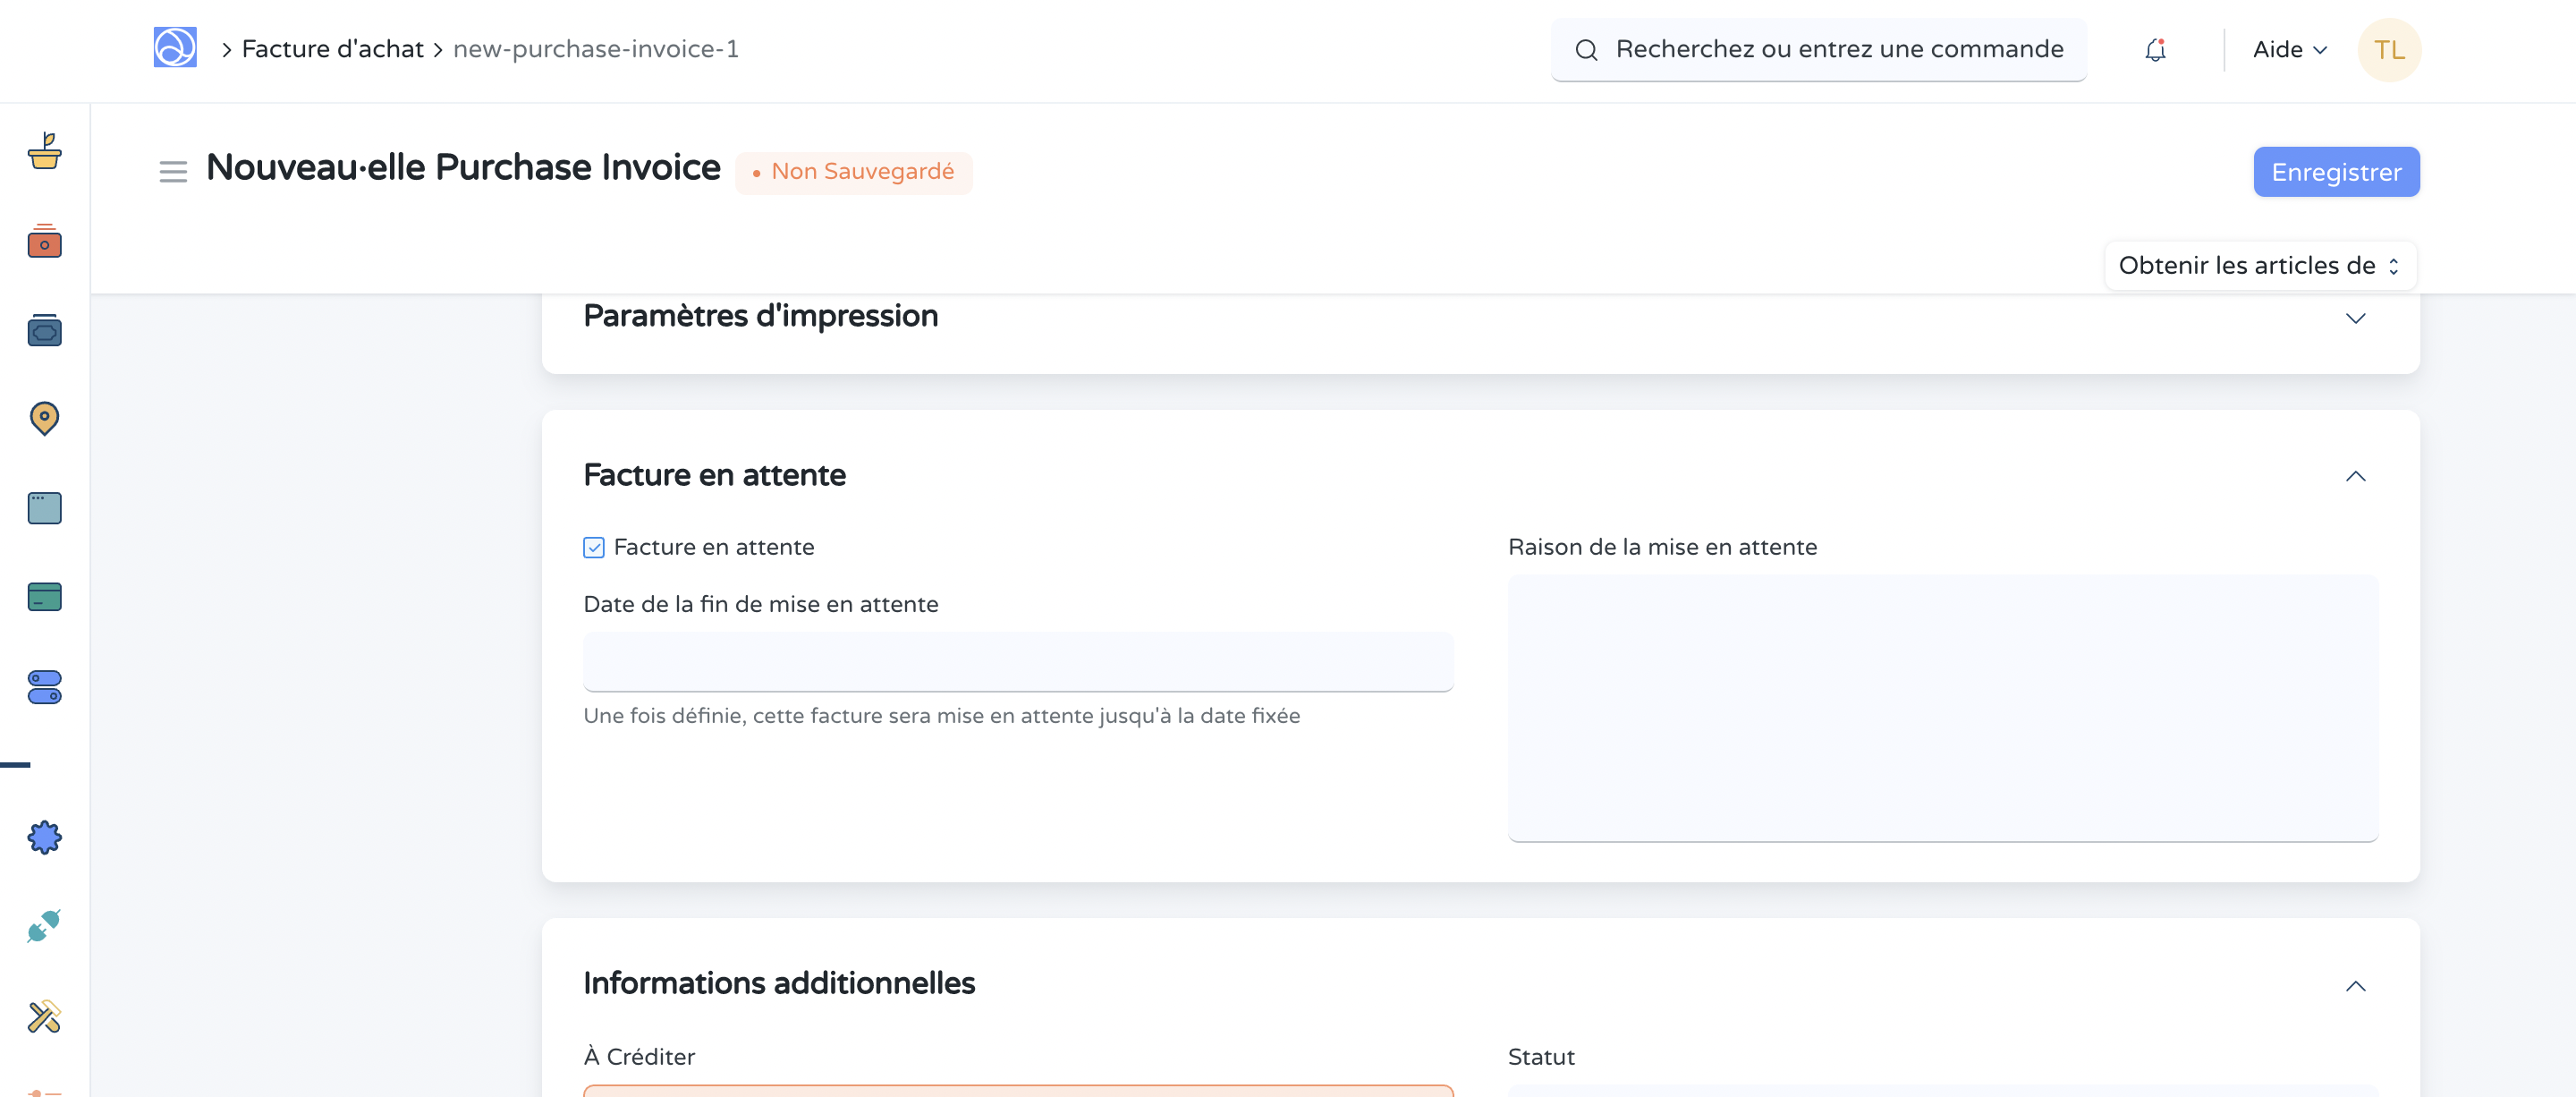 > Facture d'achat > new-purchase-invoice-1
Recherchez ou entrez une commande
Aide
TL
Nouveau·elle Purchase Invoice
• Non Sauvegardé
Enregistrer
Obtenir les articles de
Paramètres d'impression
Facture en attente
Facture en attente
Date de la fin de mise en attente
Une fois définie, cette facture sera mise en attente jusqu'à la date fixée
Raison de la mise en attente
Informations additionnelles
À Créditer
Statut